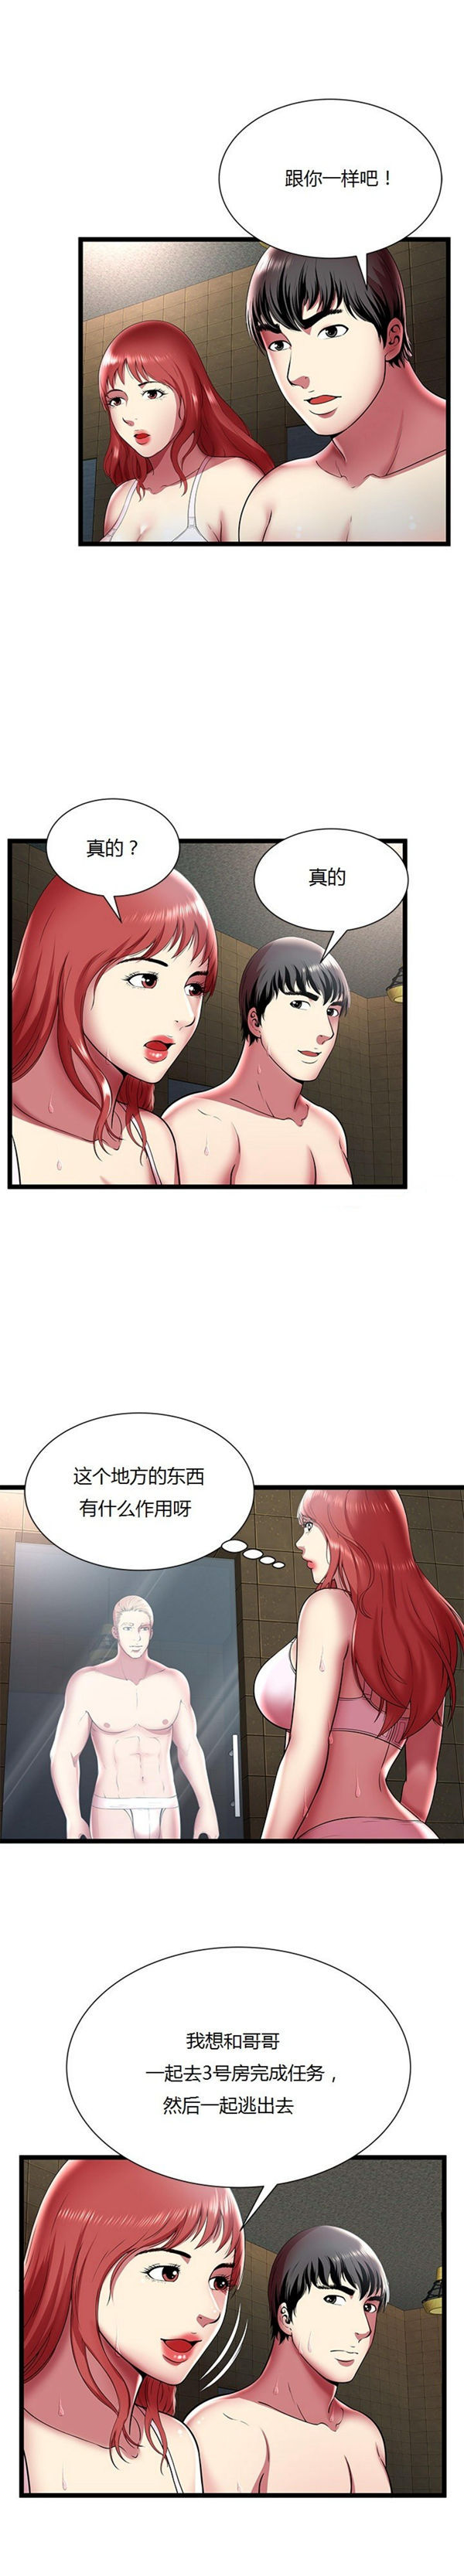 跟你一样吧！
真的？
真的
这个地方的东西
有什么作用呀
我想和哥哥
一起去3号房完成任务，
然后一起逃出去